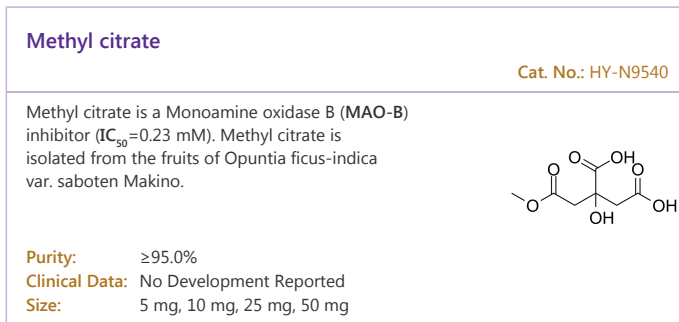 Methyl citrate
Cat. No.: HY-N9540
Methyl citrate is a Monoamine oxidase B (MAO-B)
inhibitor (IC50=0.23 mM). Methyl citrate is
isolated from the fruits of Opuntia ficus-indica
var. saboten Makino.
O OH
O O
O OH
OH
Purity: ≥95.0%
Clinical Data: No Development Reported
Size: 5 mg, 10 mg, 25 mg, 50 mg